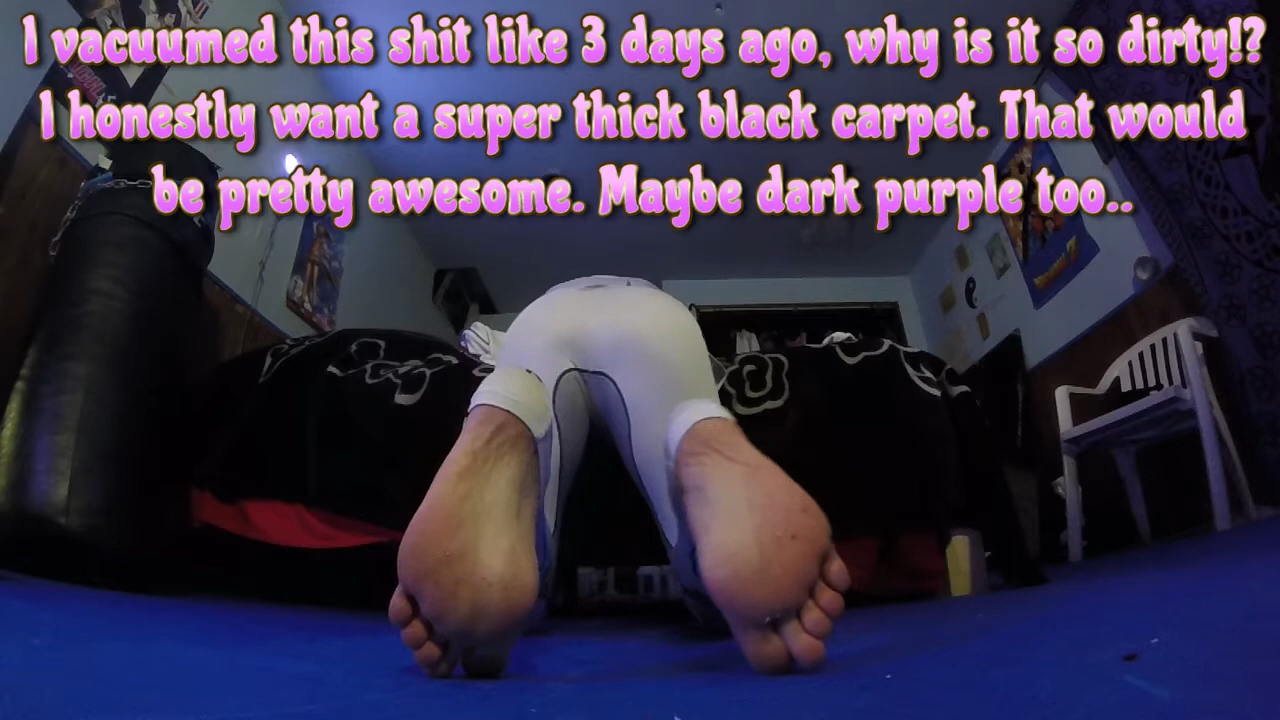 I vacuumed this shit like 3 days ago, why is it so dirty!?
I honestly want a super thick black carpet. That would
be pretty awesome. Maybe dark purple too..